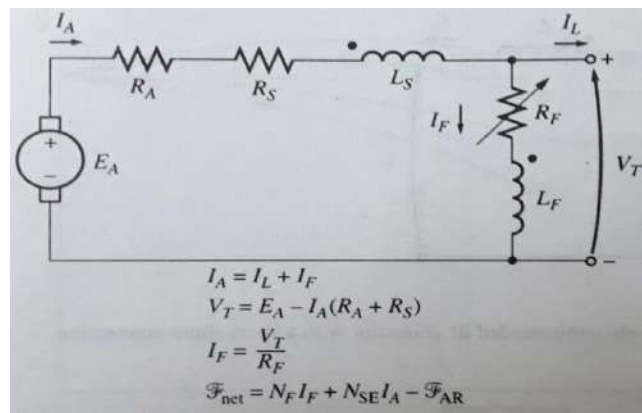 I_A
I_L
R_A
R_S
L_S
+
I_F
R_F
+
−
E_A
V_T
L_F
−
I_A = I_L + I_F
V_T = E_A − I_A(R_A + R_S)
I_F = V_T / R_F
ℱ_net = N_F I_F + N_SE I_A − ℱ_AR